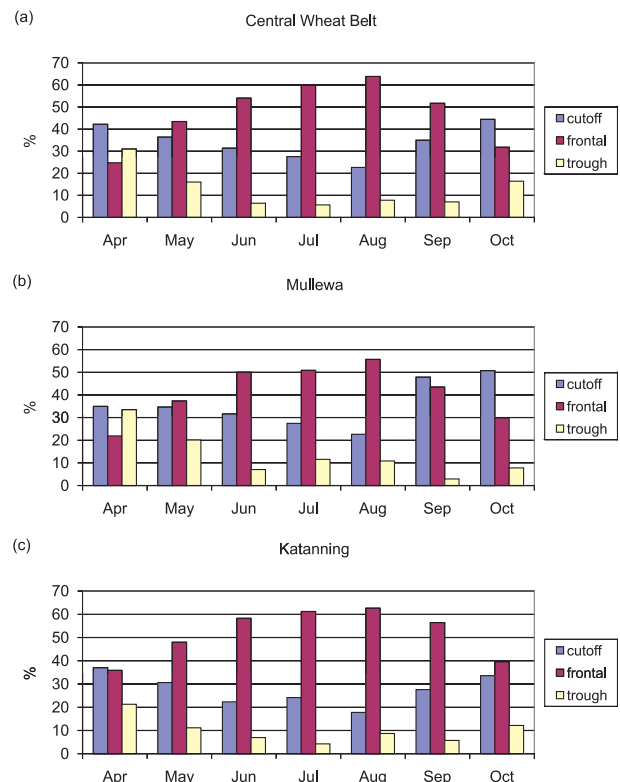 (a)
Central Wheat Belt
70
60
50
40
30
20
10
0
%
Apr May Jun Jul Aug Sep Oct
cutoff
frontal
trough
(b)
Mullewa
70
60
50
40
30
20
10
0
%
Apr May Jun Jul Aug Sep Oct
cutoff
frontal
trough
(c)
Katanning
70
60
50
40
30
20
10
0
%
Apr May Jun Jul Aug Sep Oct
cutoff
frontal
trough